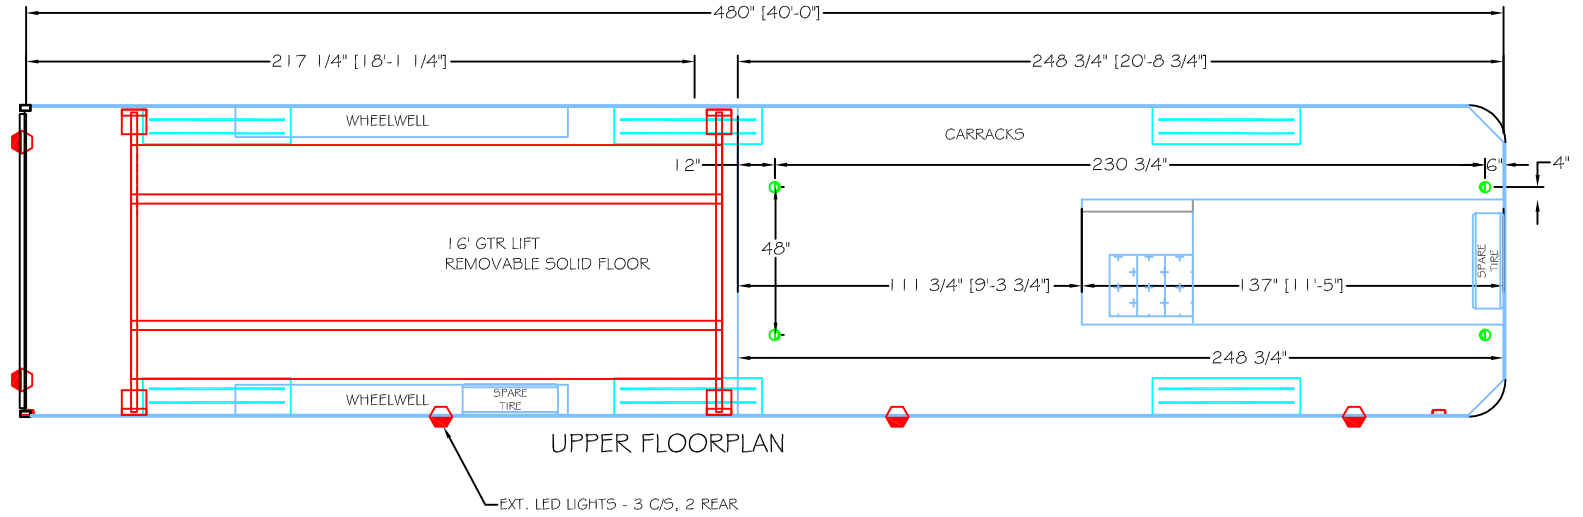 480" [40'-0"]
217 1/4" [18'-1 1/4"]
248 3/4" [20'-8 3/4"]
WHEELWELL
CARRACKS
12"
230 3/4"
6"
4"
16' GTR LIFT
REMOVABLE SOLID FLOOR
48"
SPARE
TIRE
111 3/4" [9'-3 3/4"]
137" [11'-5"]
248 3/4"
WHEELWELL
SPARE
TIRE
UPPER FLOORPLAN
EXT. LED LIGHTS - 3 C/S, 2 REAR